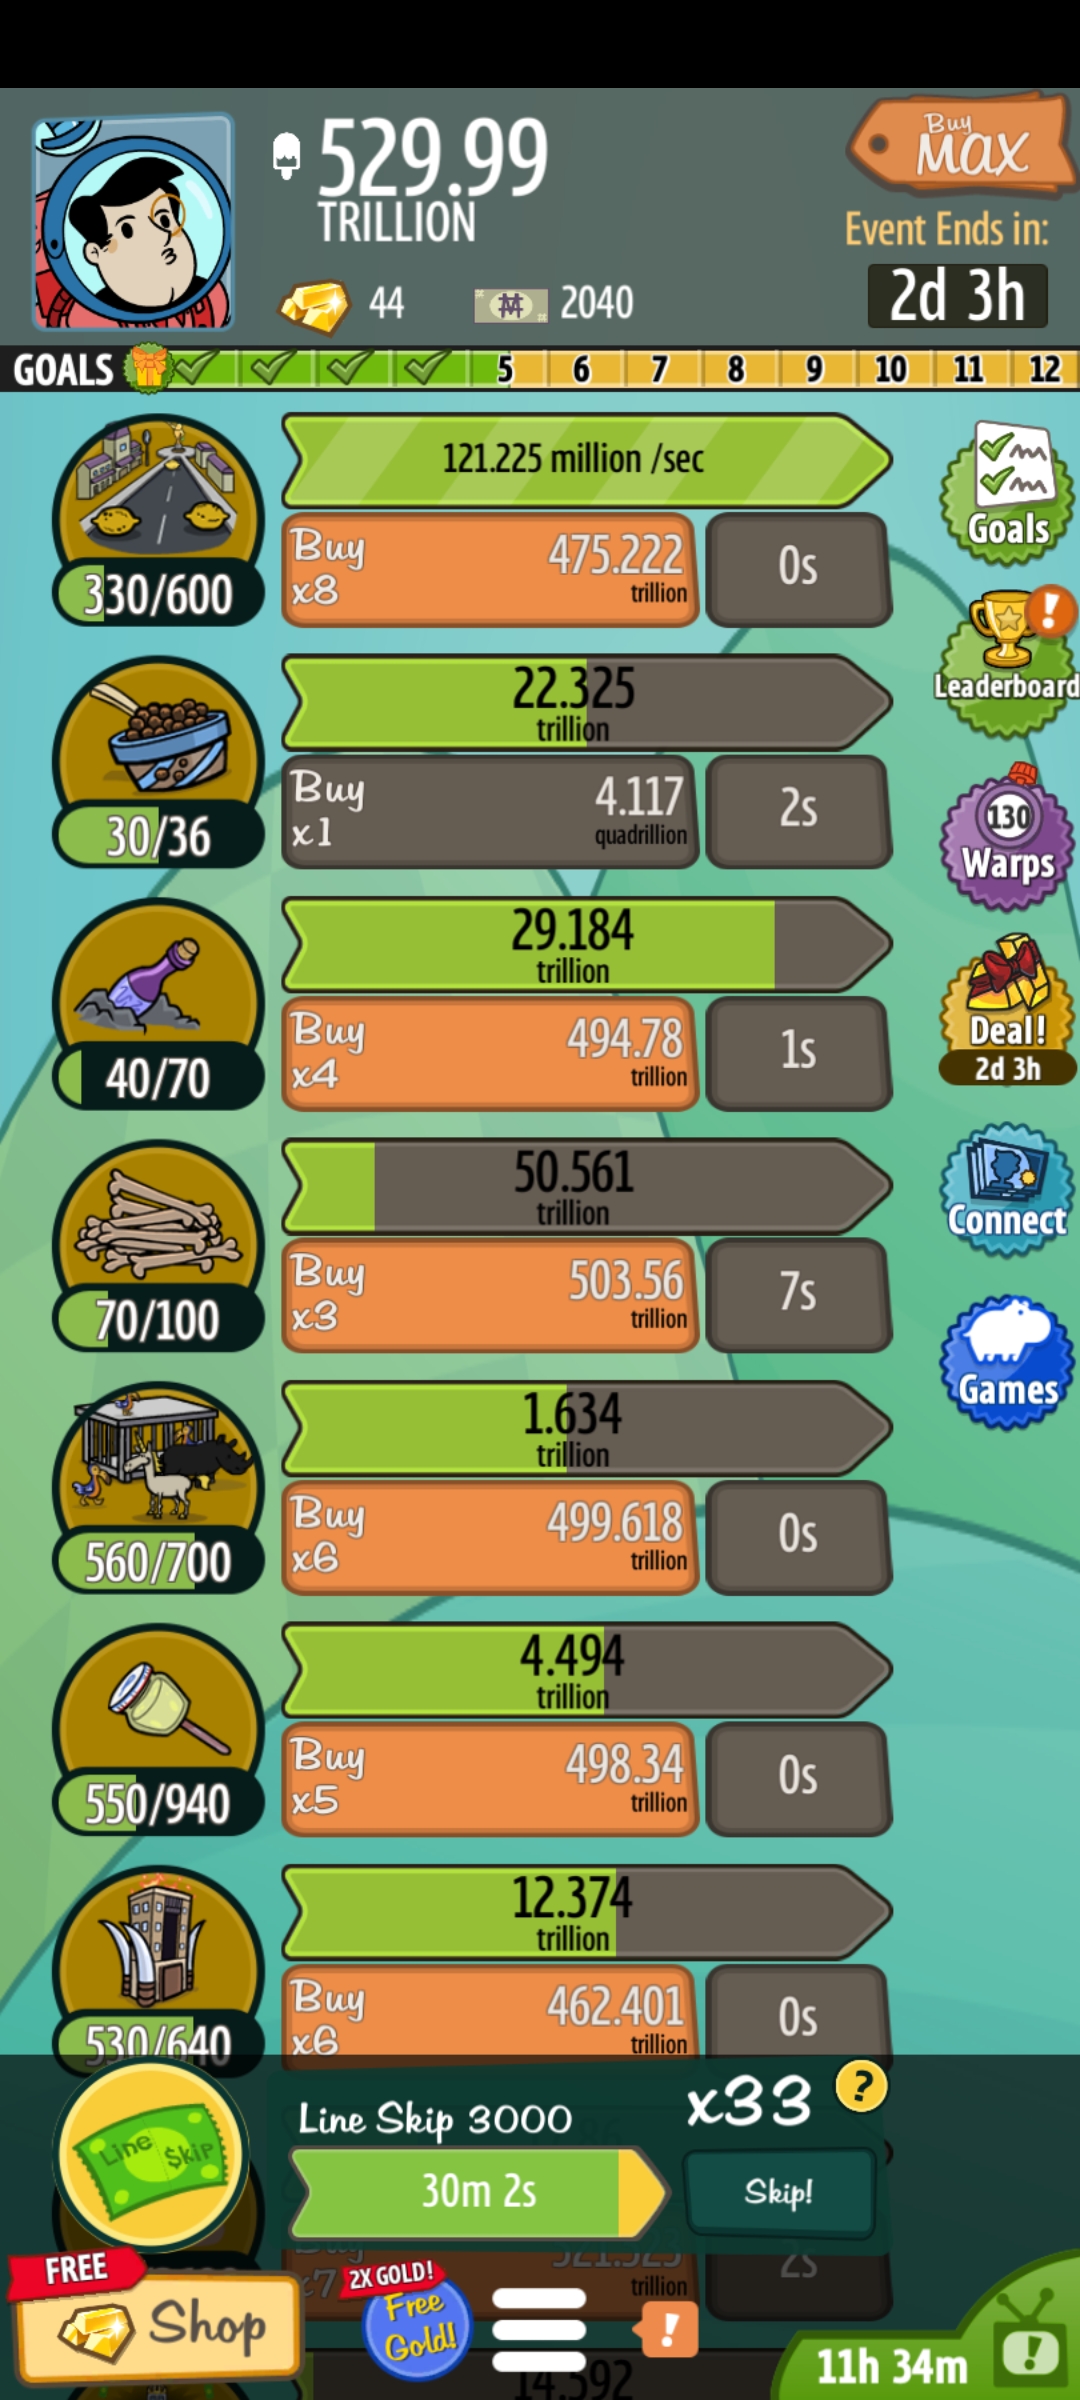 529.99
TRILLION
Buy
MAX
Event Ends in:
2d 3h
44
2040
GOALS
5 6 7 8 9 10 11 12
121.225 million /sec
Buy
x8
475.222
trillion
0s
330/600
Goals
Leaderboard
22.325
trillion
Buy
x1
4.117
quadrillion
2s
30/36
130
Warps
29.184
trillion
Buy
x4
494.78
trillion
1s
40/70
Deal!
2d 3h
50.561
trillion
Buy
x3
503.56
trillion
7s
70/100
Connect
Games
1.634
trillion
Buy
x6
499.618
trillion
0s
560/700
4.494
trillion
Buy
x5
498.34
trillion
0s
550/940
12.374
trillion
Buy
x6
462.401
trillion
0s
530/640
Line Skip
Line Skip 3000
x33
?
30m 2s
Skip!
Buy
x7
trillion
2s
FREE
Shop
2X GOLD!
Free
Gold!
!
11h 34m
14.592